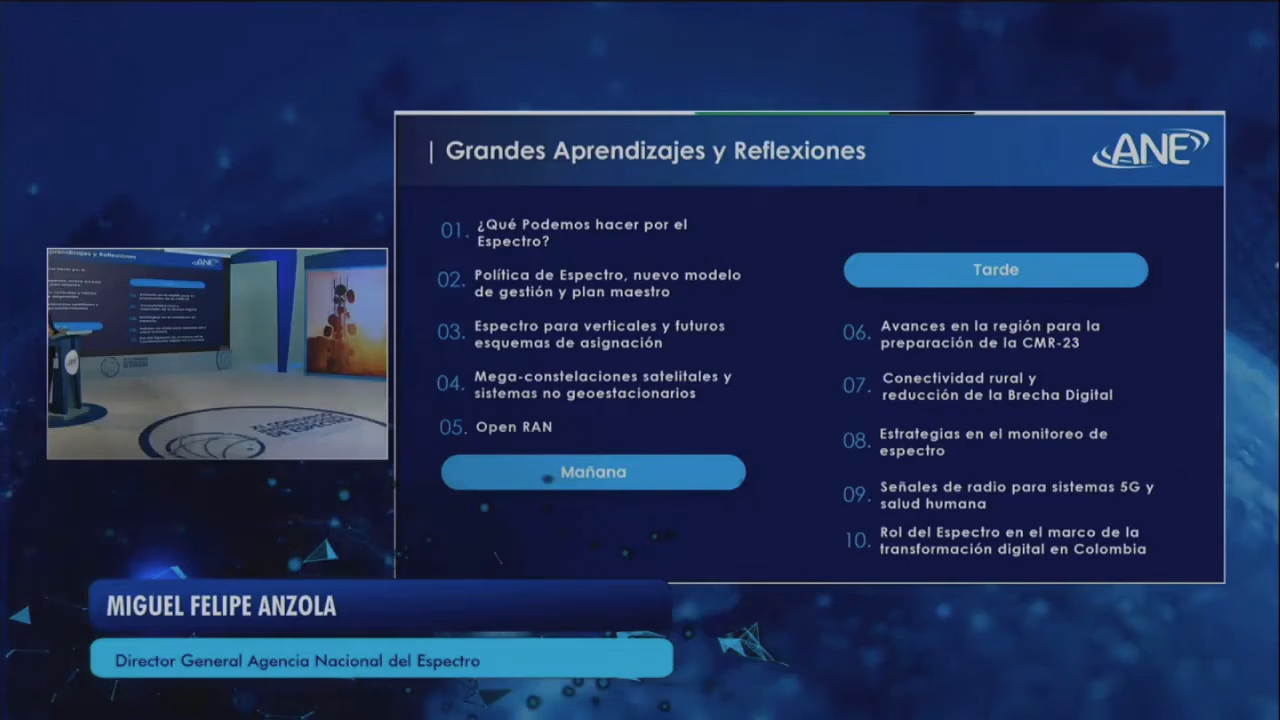 | Grandes Aprendizajes y Reflexiones
ANE
01. ¿Qué Podemos hacer por el
Espectro?
02. Política de Espectro, nuevo modelo
de gestión y plan maestro
03. Espectro para verticales y futuros
esquemas de asignación
04. Mega-constelaciones satelitales y
sistemas no geoestacionarios
05. Open RAN
Mañana
Tarde
06. Avances en la región para la
preparación de la CMR-23
07. Conectividad rural y
reducción de la Brecha Digital
08. Estrategias en el monitoreo de
espectro
09. Señales de radio para sistemas 5G y
salud humana
10. Rol del Espectro en el marco de la
transformación digital en Colombia
ANE
XI CONGRESO
DE ESPECTRO
MIGUEL FELIPE ANZOLA
Director General Agencia Nacional del Espectro